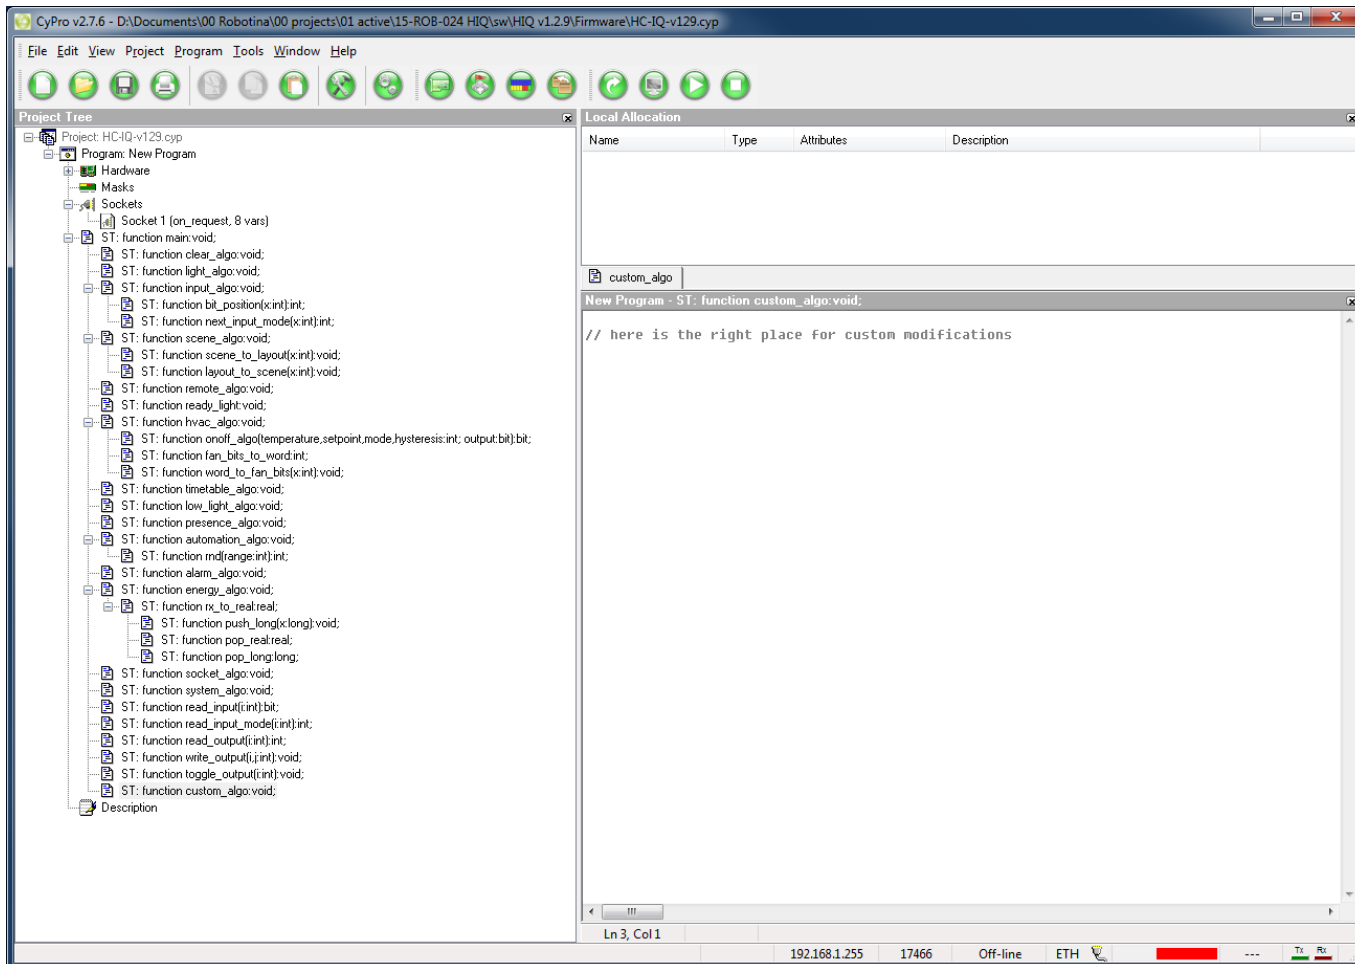 CyPro v2.7.6 - D:\Documents\00 Robotina\00 projects\01 active\15-ROB-024 HIQ\sw\HIQ v1.2.9\Firmware\HC-IQ-v129.cyp
File Edit View Project Program Tools Window Help
Project Tree
Project: HC-IQ-v129.cyp
Program: New Program
Hardware
Masks
Sockets
Socket 1 (on_request, 8 vars)
ST: function main:void;
ST: function clear_algo:void;
ST: function light_algo:void;
ST: function input_algo:void;
ST: function bit_position(x:int):int;
ST: function next_input_mode(x:int):int;
ST: function scene_algo:void;
ST: function scene_to_layout(x:int):void;
ST: function layout_to_scene(x:int):void;
ST: function remote_algo:void;
ST: function ready_light:void;
ST: function hvac_algo:void;
ST: function onoff_algo(temperature,setpoint,mode,hysteresis:int; output:bit):bit;
ST: function fan_bits_to_word:int;
ST: function word_to_fan_bits(x:int):void;
ST: function timetable_algo:void;
ST: function low_light_algo:void;
ST: function presence_algo:void;
ST: function automation_algo:void;
ST: function rnd(range:int):int;
ST: function alarm_algo:void;
ST: function energy_algo:void;
ST: function rx_to_real:real;
ST: function push_long(x:long):void;
ST: function pop_real:real;
ST: function pop_long:long;
ST: function socket_algo:void;
ST: function system_algo:void;
ST: function read_input(i:int):bit;
ST: function read_input_mode(i:int):int;
ST: function read_output(i:int):int;
ST: function write_output(i,j:int):void;
ST: function toggle_output(i:int):void;
ST: function custom_algo:void;
Description
Local Allocation
Name Type Attributes Description
custom_algo
New Program - ST: function custom_algo:void;
// here is the right place for custom modifications
Ln 3, Col 1
192.168.1.255 17466 Off-line ETH --- Tx Rx